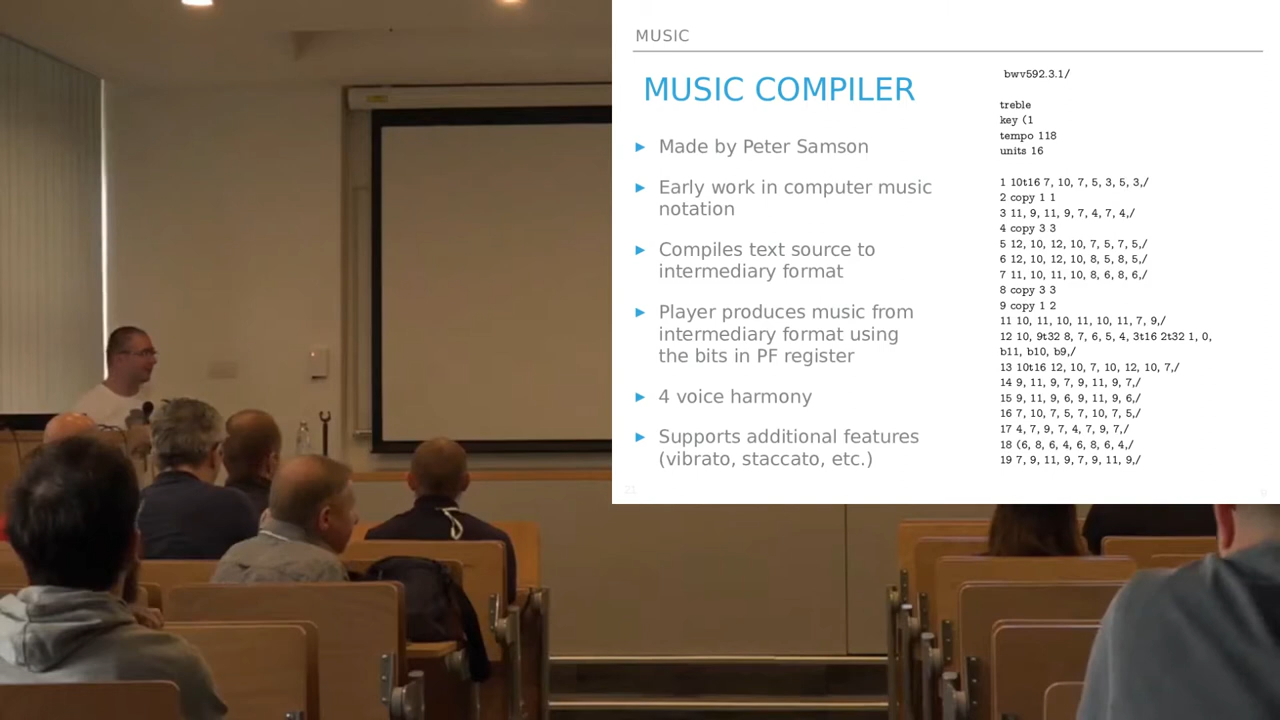 MUSIC
MUSIC COMPILER
► Made by Peter Samson
► Early work in computer music
notation
► Compiles text source to
intermediary format
► Player produces music from
intermediary format using
the bits in PF register
► 4 voice harmony
► Supports additional features
(vibrato, staccato, etc.)
21
bwv592.3.1/
treble
key (1
tempo 118
units 16
1 10t16 7, 10, 7, 5, 3, 5, 3,/
2 copy 1 1
3 11, 9, 11, 9, 7, 4, 7, 4,/
4 copy 3 3
5 12, 10, 12, 10, 7, 5, 7, 5,/
6 12, 10, 12, 10, 8, 5, 8, 5,/
7 11, 10, 11, 10, 8, 6, 8, 6,/
8 copy 3 3
9 copy 1 2
11 10, 11, 10, 11, 10, 11, 7, 9,/
12 10, 9t32 8, 7, 6, 5, 4, 3t16 2t32 1, 0,
b11, b10, b9,/
13 10t16 12, 10, 7, 10, 12, 10, 7,/
14 9, 11, 9, 7, 9, 11, 9, 7,/
15 9, 11, 9, 6, 9, 11, 9, 6,/
16 7, 10, 7, 5, 7, 10, 7, 5,/
17 4, 7, 9, 7, 4, 7, 9, 7,/
18 (6, 8, 6, 4, 6, 8, 6, 4,/
19 7, 9, 11, 9, 7, 9, 11, 9,/